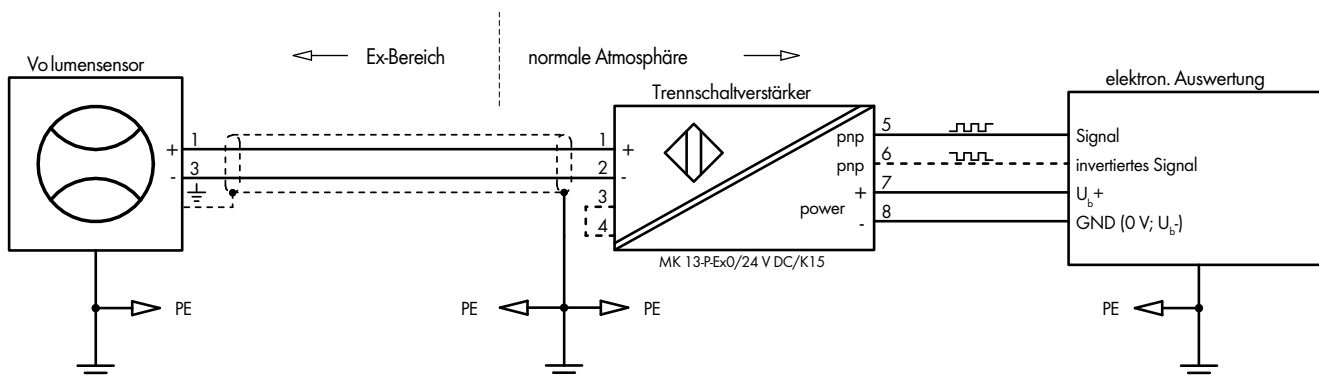 Ex-Bereich
normale Atmosphäre
Volumensensor
Trennschaltverstärker
elektron. Auswertung
+ 1
- 3
1 +
2 -
3
4
pnp 5
pnp 6
power + 7
- 8
Signal
invertiertes Signal
Ub+
GND (0 V; Ub-)
MK 13-P-Ex0/24 V DC/K15
PE
PE
PE
PE